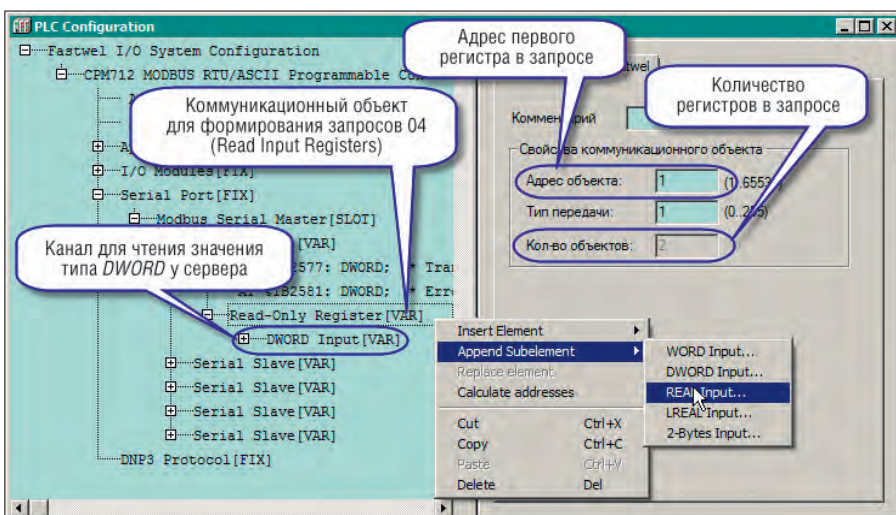 PLC Configuration
Fastwel I/O System Configuration
CPM712 MODBUS RTU/ASCII Programmable
I/O Modules[FIX]
Serial Port[FIX]
Modbus Serial Master[SLOT]
[VAR]
2577: DWORD; *
%IB2581: DWORD; *
Read-Only Register[VAR]
DWORD Input[VAR]
Serial Slave[VAR]
Serial Slave[VAR]
Serial Slave[VAR]
Serial Slave[VAR]
DNP3 Protocol[FIX]
Адрес первого
регистра в запросе
Количество
регистров в запросе
Коммуникационный объект
для формирования запросов 04
(Read Input Registers)
Канал для чтения значения
типа DWORD у сервера
Комментарий
Свойства коммуникационного объекта
Адрес объекта: 1
Тип передачи: 1
Кол-во объектов: 2
Insert Element
Append Subelement
Replace element
Calculate addresses
Cut Ctrl+X
Copy Ctrl+C
Paste Ctrl+V
Delete Del
WORD Input...
DWORD Input...
REAL Input...
LREAL Input...
2-Bytes Input...